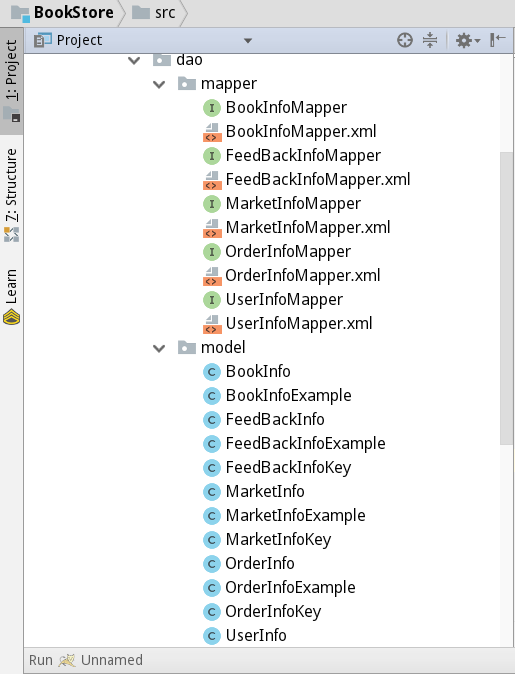 BookStore src
Project
1: Project
Z: Structure
Learn
dao
mapper
BookInfoMapper
BookInfoMapper.xml
FeedBackInfoMapper
FeedBackInfoMapper.xml
MarketInfoMapper
MarketInfoMapper.xml
OrderInfoMapper
OrderInfoMapper.xml
UserInfoMapper
UserInfoMapper.xml
model
BookInfo
BookInfoExample
FeedBackInfo
FeedBackInfoExample
FeedBackInfoKey
MarketInfo
MarketInfoExample
MarketInfoKey
OrderInfo
OrderInfoExample
OrderInfoKey
UserInfo
Run Unnamed